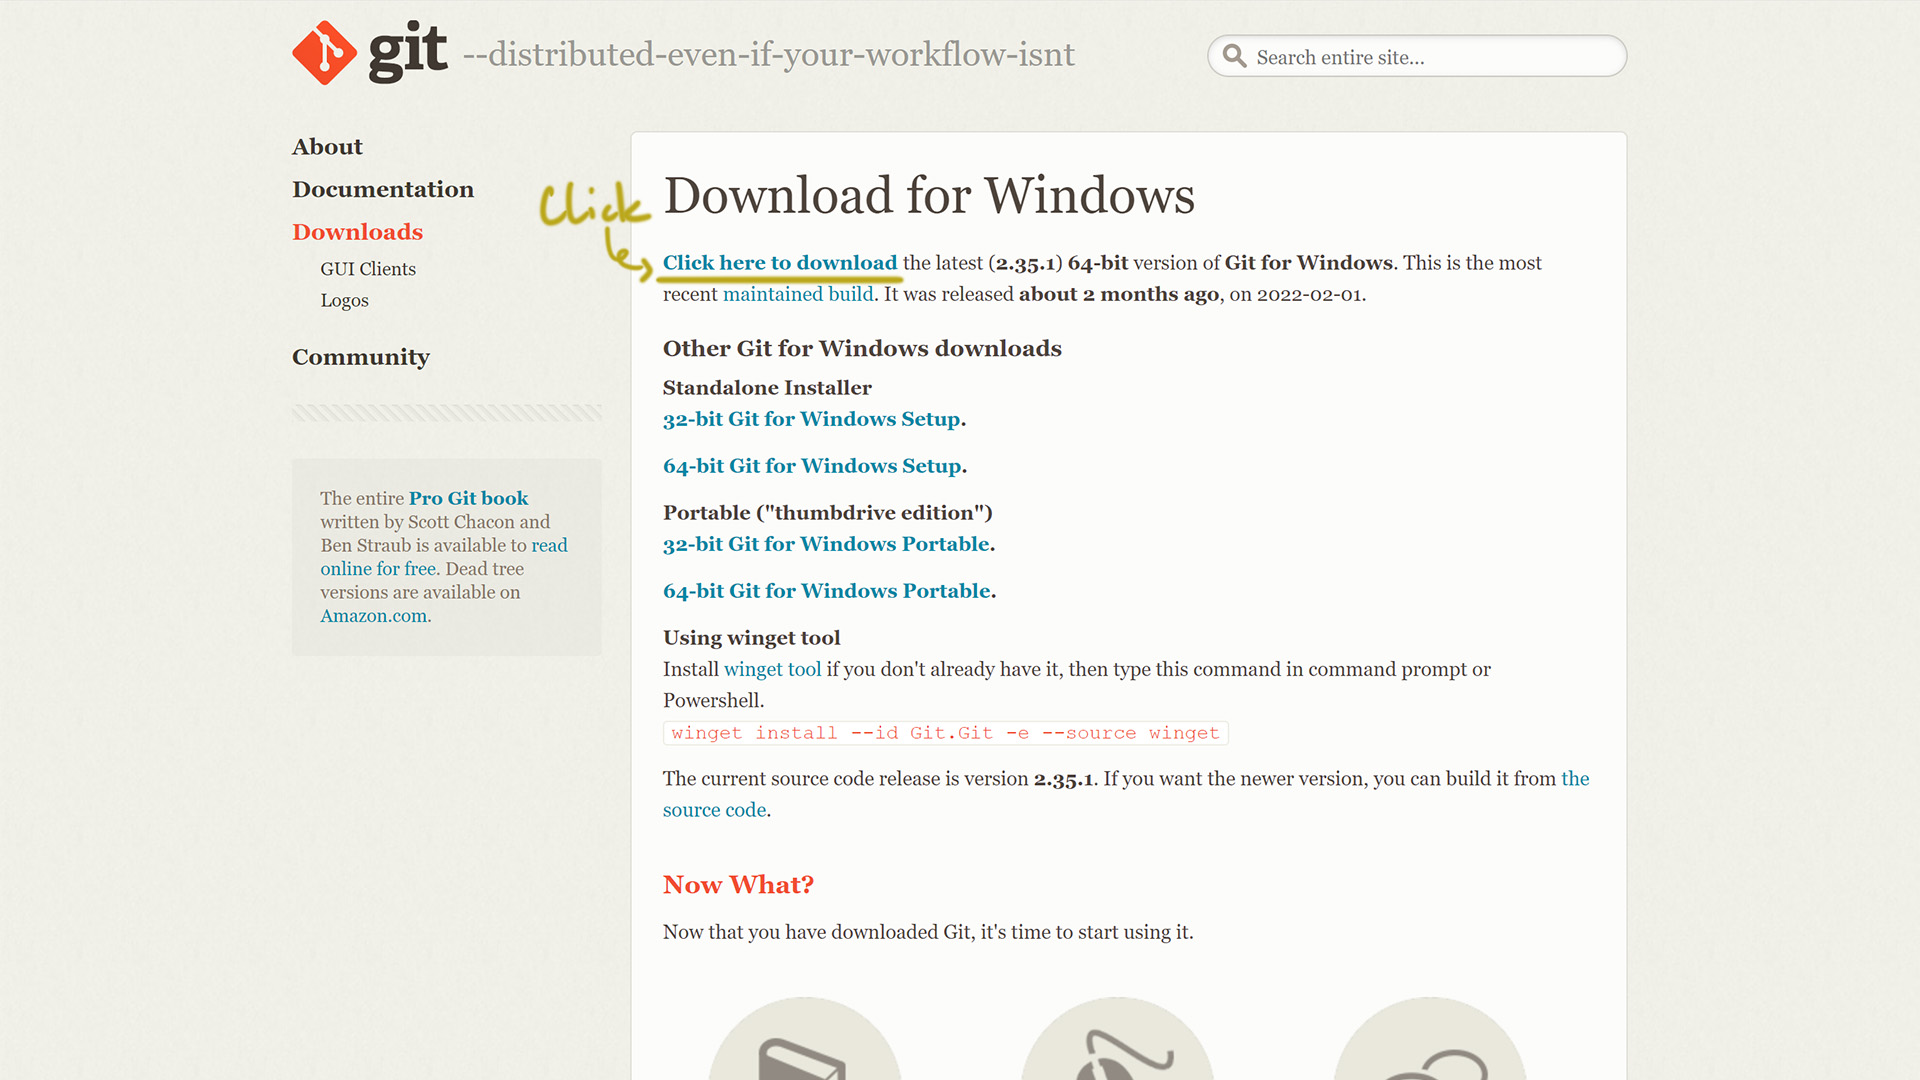 git --distributed-even-if-your-workflow-isnt
Search entire site...
About
Documentation
Downloads
GUI Clients
Logos
Community
The entire Pro Git book
written by Scott Chacon and
Ben Straub is available to read
online for free. Dead tree
versions are available on
Amazon.com.
Click
Download for Windows
Click here to download the latest (2.35.1) 64-bit version of Git for Windows. This is the most
recent maintained build. It was released about 2 months ago, on 2022-02-01.
Other Git for Windows downloads
Standalone Installer
32-bit Git for Windows Setup.
64-bit Git for Windows Setup.
Portable ("thumbdrive edition")
32-bit Git for Windows Portable.
64-bit Git for Windows Portable.
Using winget tool
Install winget tool if you don't already have it, then type this command in command prompt or
Powershell.
winget install --id Git.Git -e --source winget
The current source code release is version 2.35.1. If you want the newer version, you can build it from the
source code.
Now What?
Now that you have downloaded Git, it's time to start using it.